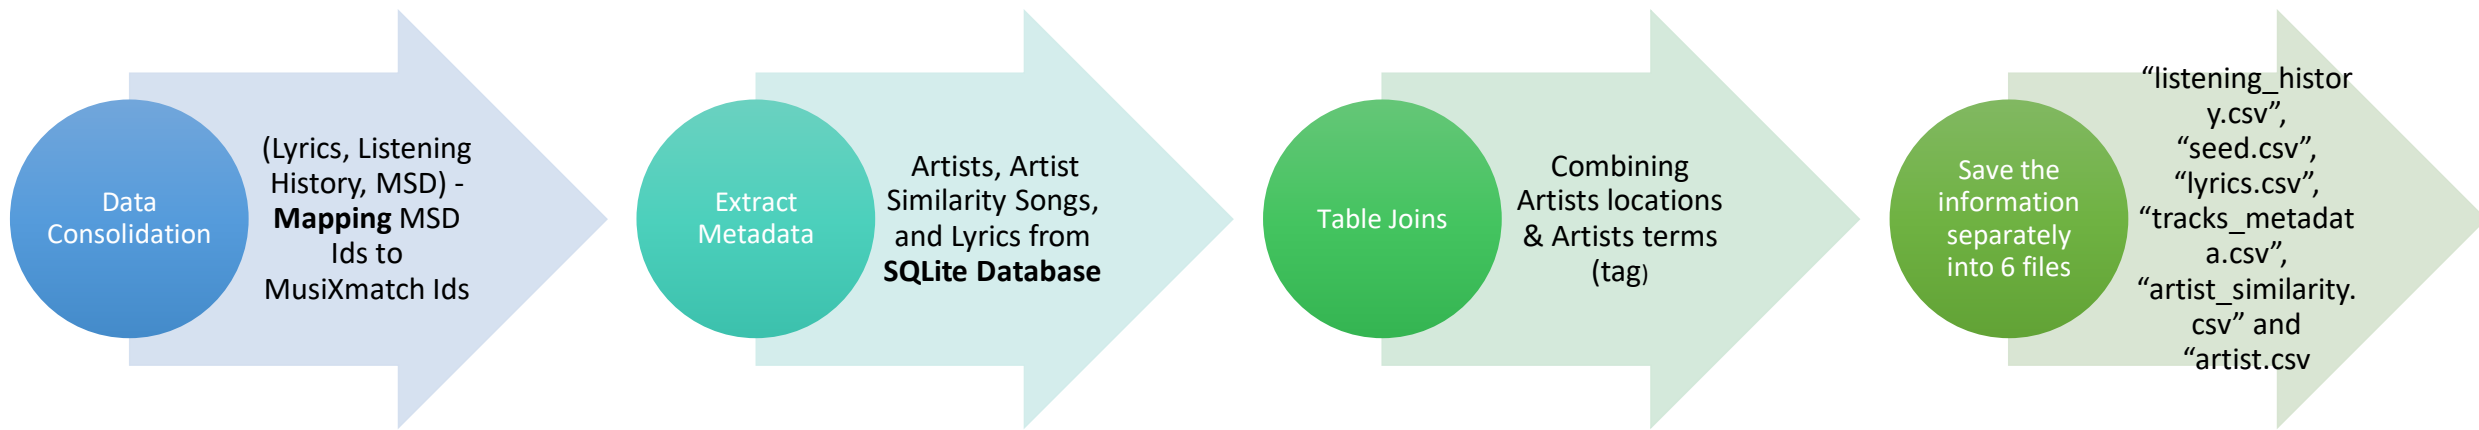 Data
Consolidation
(Lyrics, Listening
History, MSD) -
Mapping MSD
Ids to
MusiXmatch Ids
Extract
Metadata
Artists, Artist
Similarity Songs,
and Lyrics from
SQLite Database
Table Joins
Combining
Artists locations
& Artists terms
(tag)
Save the
information
separately
into 6 files
“listening_histor
y.csv”,
“seed.csv”,
“lyrics.csv”,
“tracks_metadat
a.csv”,
“artist_similarity.
csv” and
“artist.csv